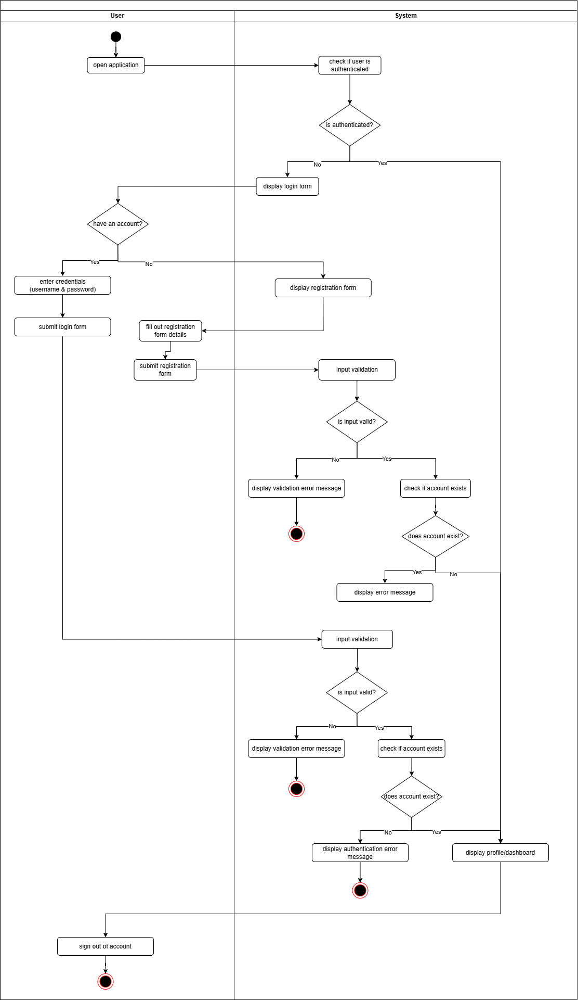 User
System
open application
check if user is
authenticated
is authenticated?
No
Yes
display login form
have an account?
Yes
No
enter credentials
(username & password)
display registration form
submit login form
fill out registration
form details
submit registration
form
input validation
is input valid?
No
Yes
display validation error message
check if account exists
does account exist?
Yes
No
display error message
input validation
is input valid?
No
Yes
display validation error message
check if account exists
does account exist?
No
Yes
display authentication error
message
display profile/dashboard
sign out of account